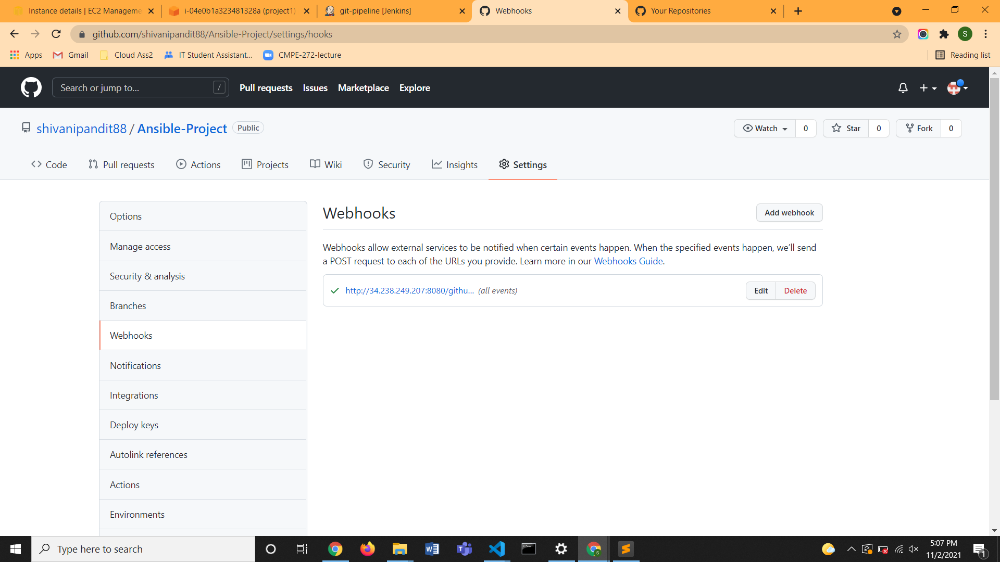 Instance details | EC2 Manageme
i-04e0b1a323481328a (project1)
git-pipeline [Jenkins]
Webhooks
Your Repositories
github.com/shivanipandit88/Ansible-Project/settings/hooks
S
Apps
Gmail
Cloud Ass2
IT Student Assistant...
CMPE-272-lecture
Reading list
Search or jump to...
/
Pull requests
Issues
Marketplace
Explore
shivanipandit88 / Ansible-Project
Public
Watch
0
Star
0
Fork
0
Code
Pull requests
Actions
Projects
Wiki
Security
Insights
Settings
Options
Manage access
Security & analysis
Branches
Webhooks
Notifications
Integrations
Deploy keys
Autolink references
Actions
Environments
Webhooks
Add webhook
Webhooks allow external services to be notified when certain events happen. When the specified events happen, we’ll send
a POST request to each of the URLs you provide. Learn more in our Webhooks Guide.
http://34.238.249.207:8080/githu... (all events)
Edit
Delete
Type here to search
5:07 PM
11/2/2021
1